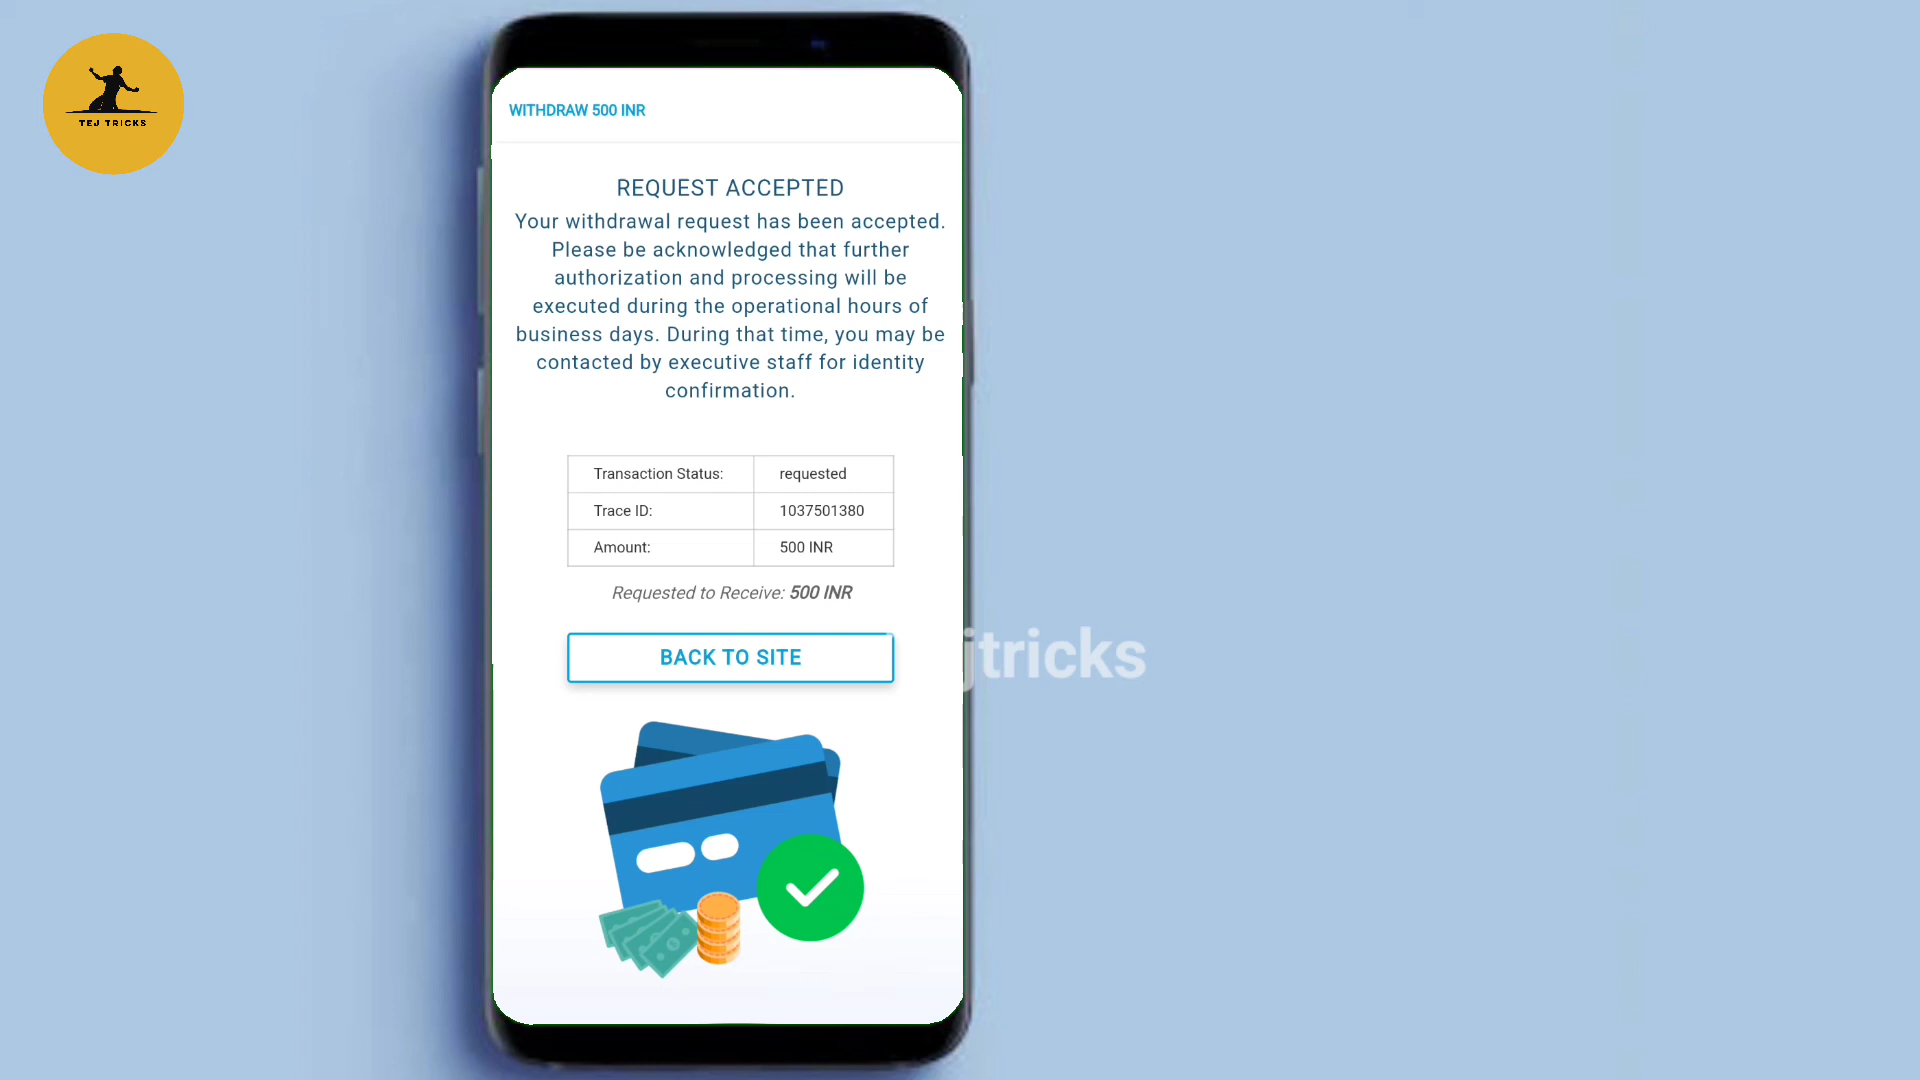 TEJ TRICKS
WITHDRAW 500 INR
REQUEST ACCEPTED
Your withdrawal request has been accepted.
Please be acknowledged that further
authorization and processing will be
executed during the operational hours of
business days. During that time, you may be
contacted by executive staff for identity
confirmation.
Transaction Status: requested
Trace ID: 1037501380
Amount: 500 INR
Requested to Receive: 500 INR
BACK TO SITE
jtricks